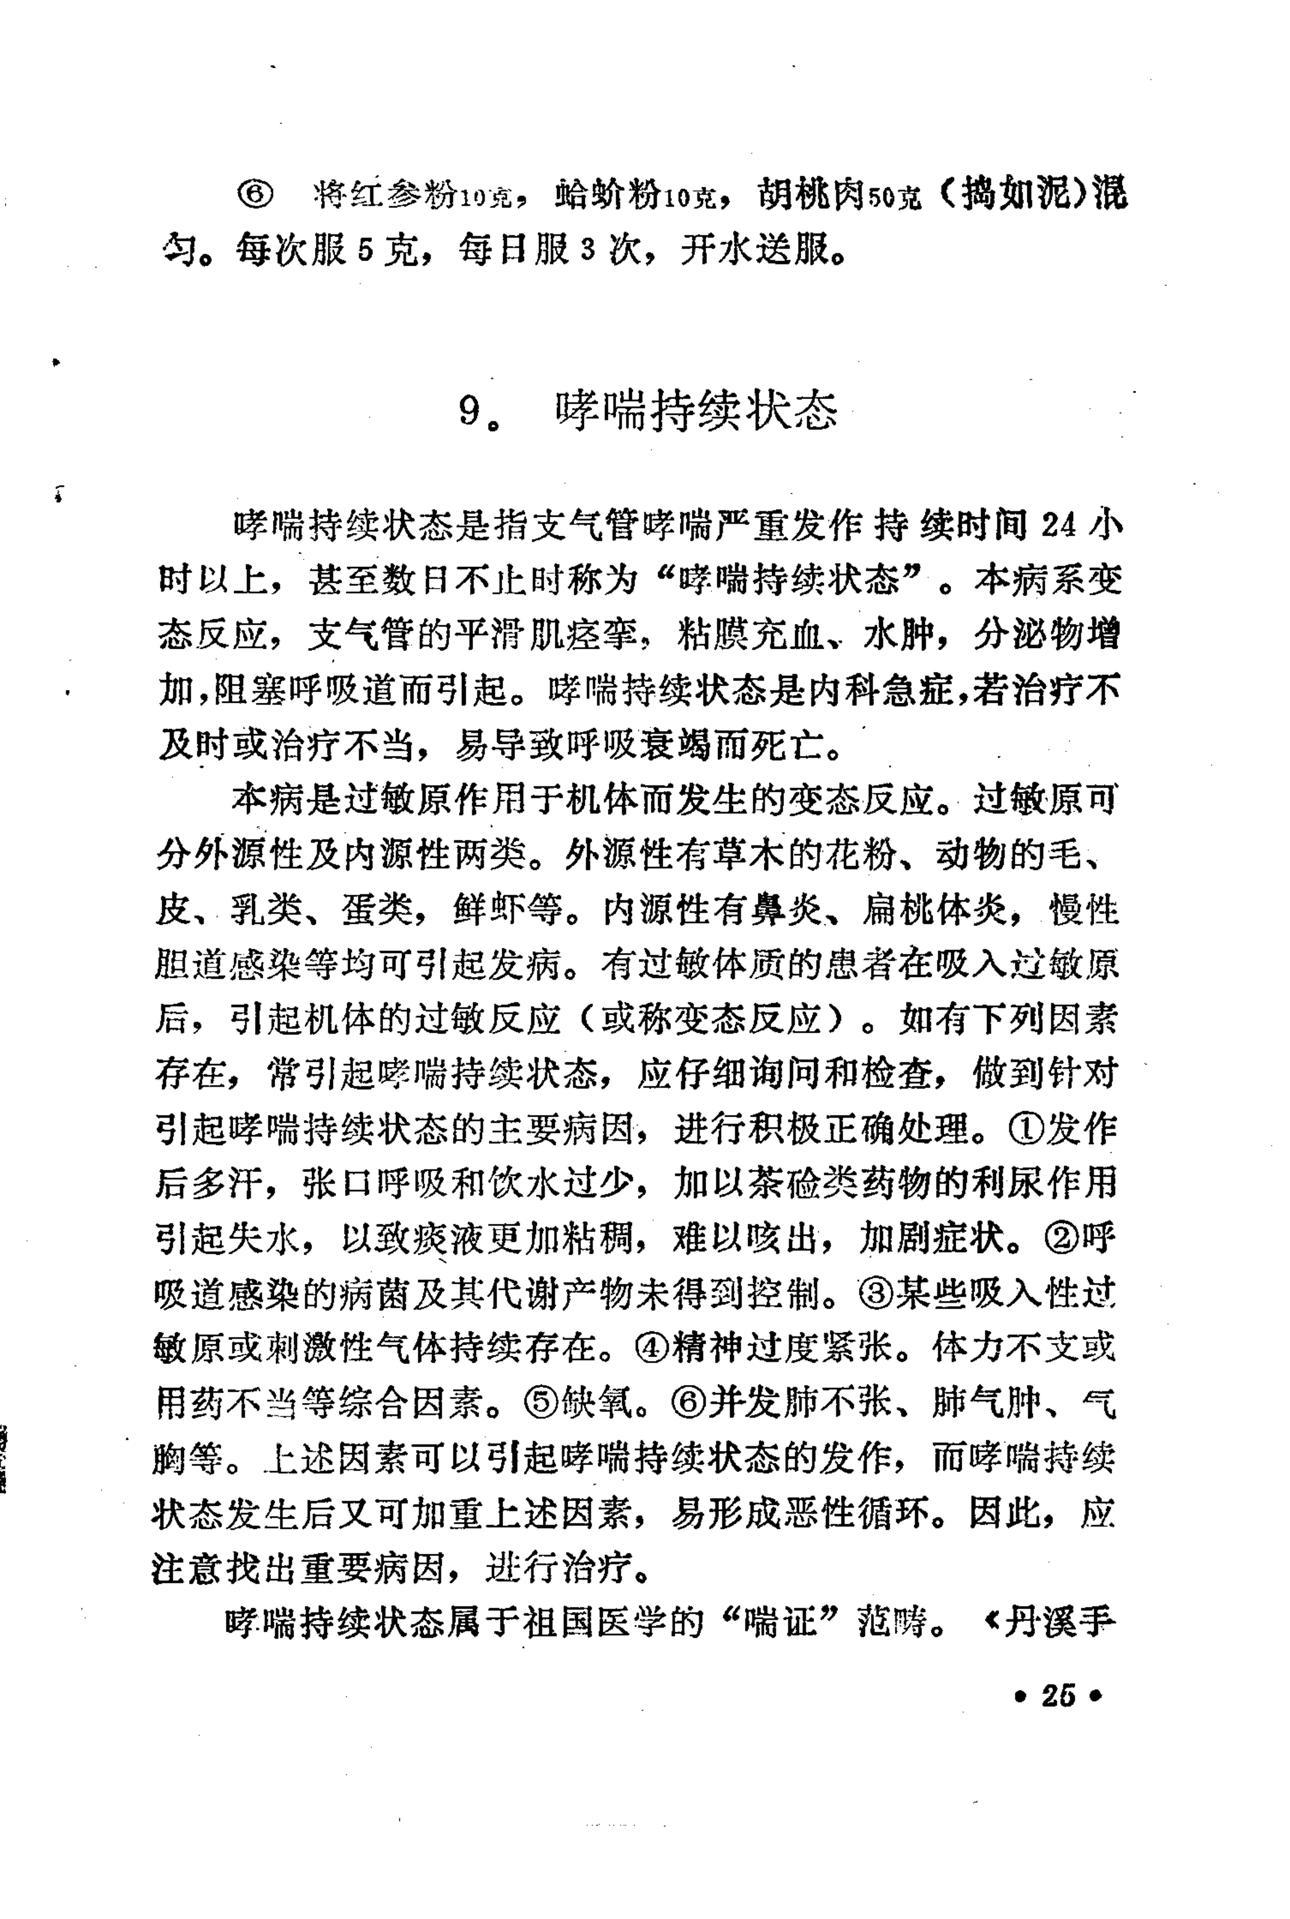 ⑥ 将红参粉10克，蛤蚧粉10克，胡桃肉50克（捣如泥）混
匀。每次服5克，每日服3次，开水送服。
9。 哮喘持续状态
哮喘持续状态是指支气管哮喘严重发作持续时间24小
时以上，甚至数日不止时称为“哮喘持续状态”。本病系变
态反应，支气管的平滑肌痉挛，粘膜充血、水肿，分泌物增
加，阻塞呼吸道而引起。哮喘持续状态是内科急症，若治疗不
及时或治疗不当，易导致呼吸衰竭而死亡。
本病是过敏原作用于机体而发生的变态反应。过敏原可
分外源性及内源性两类。外源性有草木的花粉、动物的毛、
皮、乳类、蛋类，鲜虾等。内源性有鼻炎、扁桃体炎，慢性
胆道感染等均可引起发病。有过敏体质的患者在吸入过敏原
后，引起机体的过敏反应（或称变态反应）。如有下列因素
存在，常引起哮喘持续状态，应仔细询问和检查，做到针对
引起哮喘持续状态的主要病因，进行积极正确处理。①发作
后多汗，张口呼吸和饮水过少，加以茶硷类药物的利尿作用
引起失水，以致痰液更加粘稠，难以咳出，加剧症状。②呼
吸道感染的病菌及其代谢产物未得到控制。③某些吸入性过
敏原或刺激性气体持续存在。④精神过度紧张。体力不支或
用药不当等综合因素。⑤缺氧。⑥并发肺不张、肺气肿、气
胸等。上述因素可以引起哮喘持续状态的发作，而哮喘持续
状态发生后又可加重上述因素，易形成恶性循环。因此，应
注意找出重要病因，进行治疗。
哮喘持续状态属于祖国医学的“喘证”范畴。《丹溪手
•25•